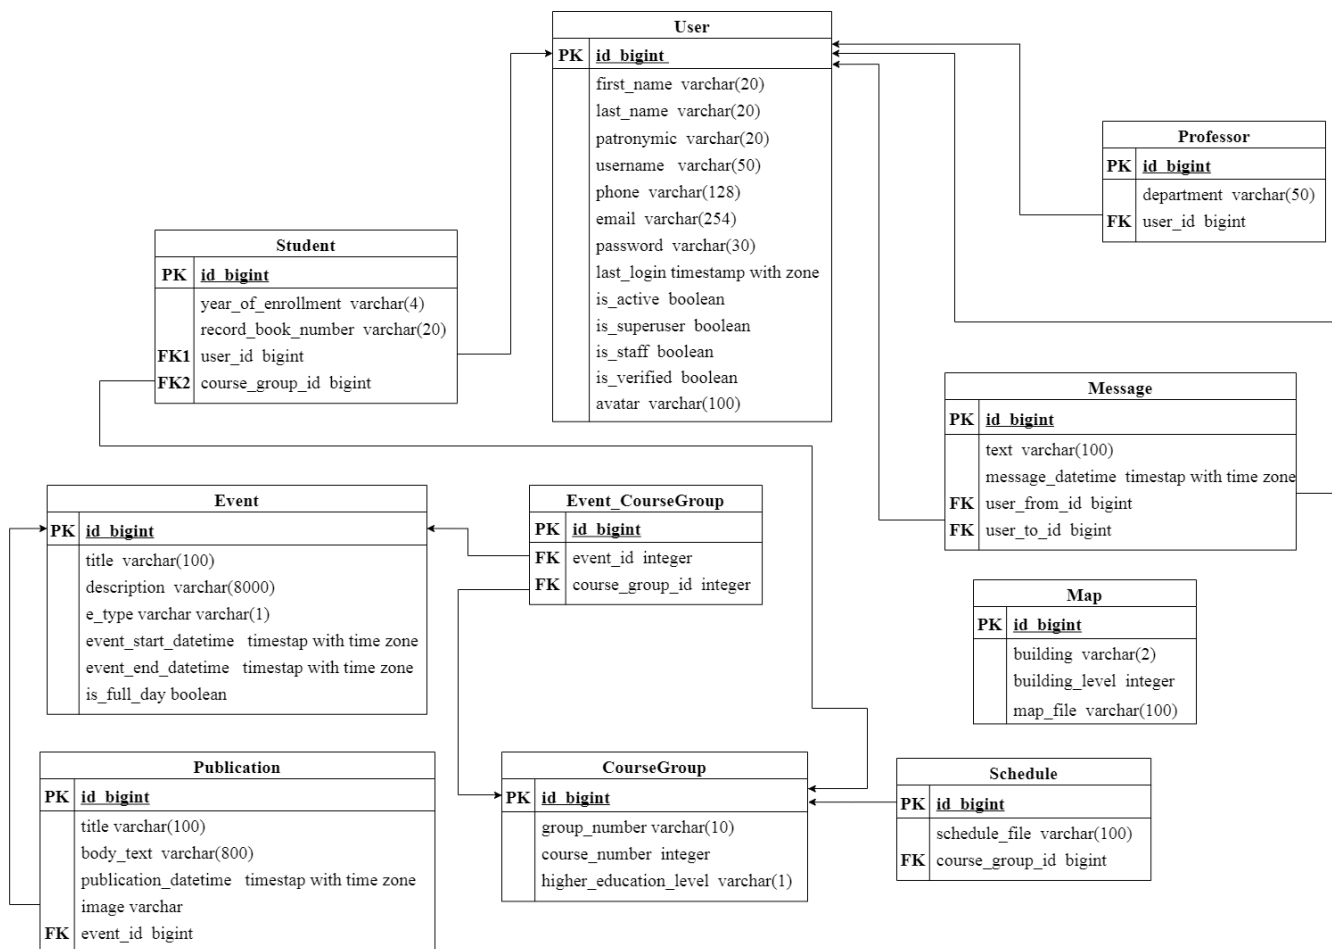 User
PK id_bigint
first_name varchar(20)
last_name varchar(20)
patronymic varchar(20)
username varchar(50)
phone varchar(128)
email varchar(254)
password varchar(30)
last_login timestamp with zone
is_active boolean
is_superuser boolean
is_staff boolean
is_verified boolean
avatar varchar(100)
Professor
PK id_bigint
department varchar(50)
FK user_id bigint
Student
PK id_bigint
year_of_enrollment varchar(4)
record_book_number varchar(20)
FK1 user_id bigint
FK2 course_group_id bigint
Message
PK id_bigint
text varchar(100)
message_datetime timestap with time zone
FK user_from_id bigint
FK user_to_id bigint
Event
PK id_bigint
title varchar(100)
description varchar(8000)
e_type varchar varchar(1)
event_start_datetime timestap with time zone
event_end_datetime timestap with time zone
is_full_day boolean
Event_CourseGroup
PK id_bigint
FK event_id integer
FK course_group_id integer
Map
PK id_bigint
building varchar(2)
building_level integer
map_file varchar(100)
Publication
PK id_bigint
title varchar(100)
body_text varchar(800)
publication_datetime timestap with time zone
image varchar
FK event_id bigint
CourseGroup
PK id_bigint
group_number varchar(10)
course_number integer
higher_education_level varchar(1)
Schedule
PK id_bigint
schedule_file varchar(100)
FK course_group_id bigint